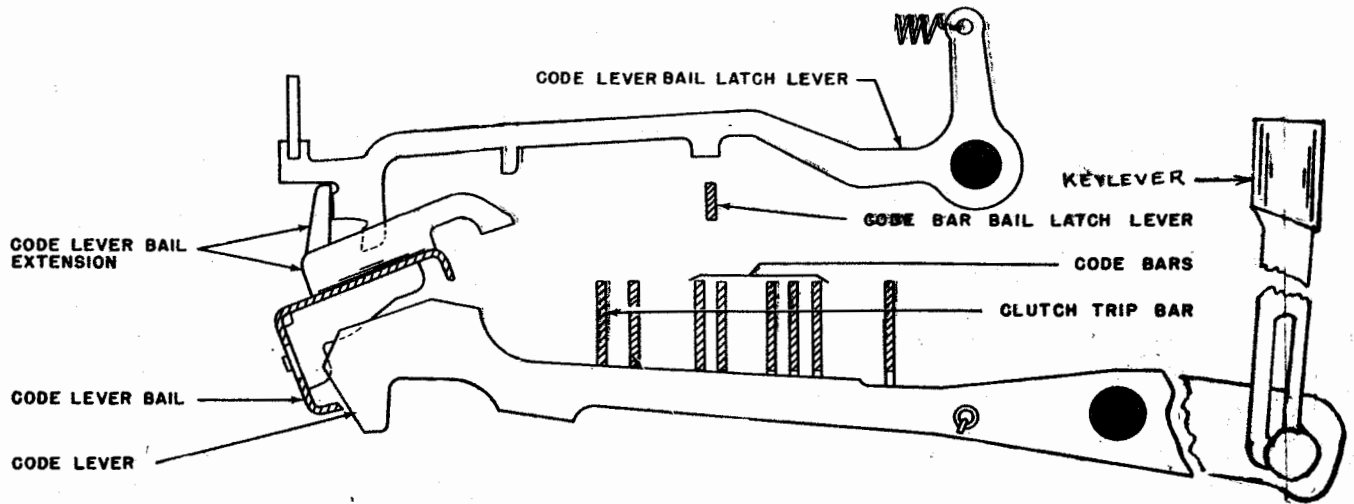 CODE LEVER BAIL LATCH LEVER
KEYLEVER
CODE BAR BAIL LATCH LEVER
CODE LEVER BAIL
EXTENSION
CODE BARS
CLUTCH TRIP BAR
CODE LEVER BAIL
CODE LEVER